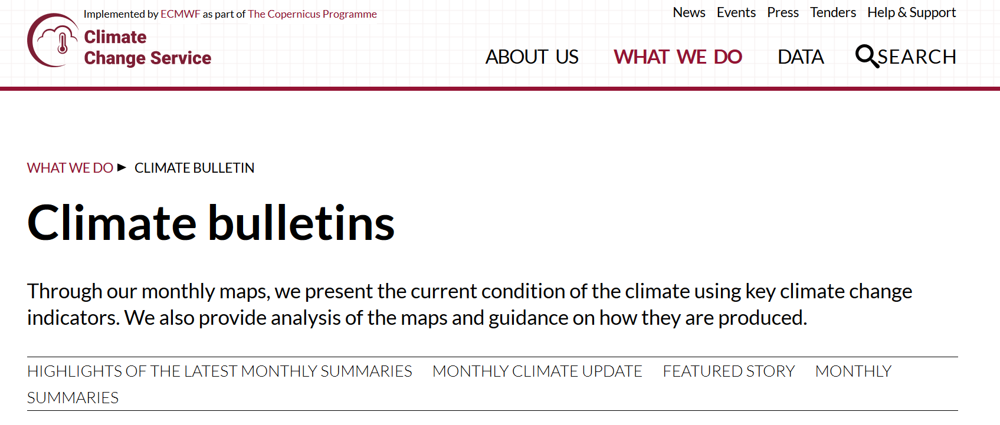 Implemented by ECMWF as part of The Copernicus Programme
Climate
Change Service
News Events Press Tenders Help & Support
ABOUT US WHAT WE DO DATA SEARCH
WHAT WE DO ► CLIMATE BULLETIN
Climate bulletins
Through our monthly maps, we present the current condition of the climate using key climate change
indicators. We also provide analysis of the maps and guidance on how they are produced.
HIGHLIGHTS OF THE LATEST MONTHLY SUMMARIES MONTHLY CLIMATE UPDATE FEATURED STORY MONTHLY
SUMMARIES